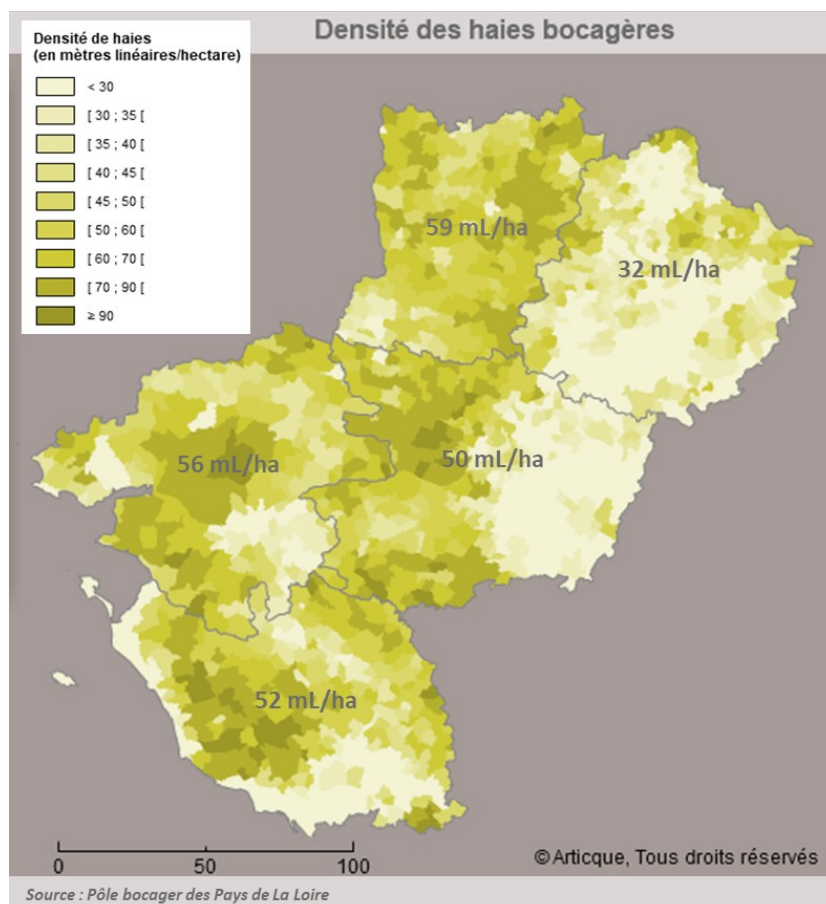 Densité des haies bocagères
Densité de haies
(en mètres linéaires/hectare)
< 30
[ 30 ; 35 [
[ 35 ; 40 [
[ 40 ; 45 [
[ 45 ; 50 [
[ 50 ; 60 [
[ 60 ; 70 [
[ 70 ; 90 [
≥ 90
59 mL/ha
32 mL/ha
56 mL/ha
50 mL/ha
52 mL/ha
0 50 100
© Articque, Tous droits réservés
Source : Pôle bocager des Pays de La Loire